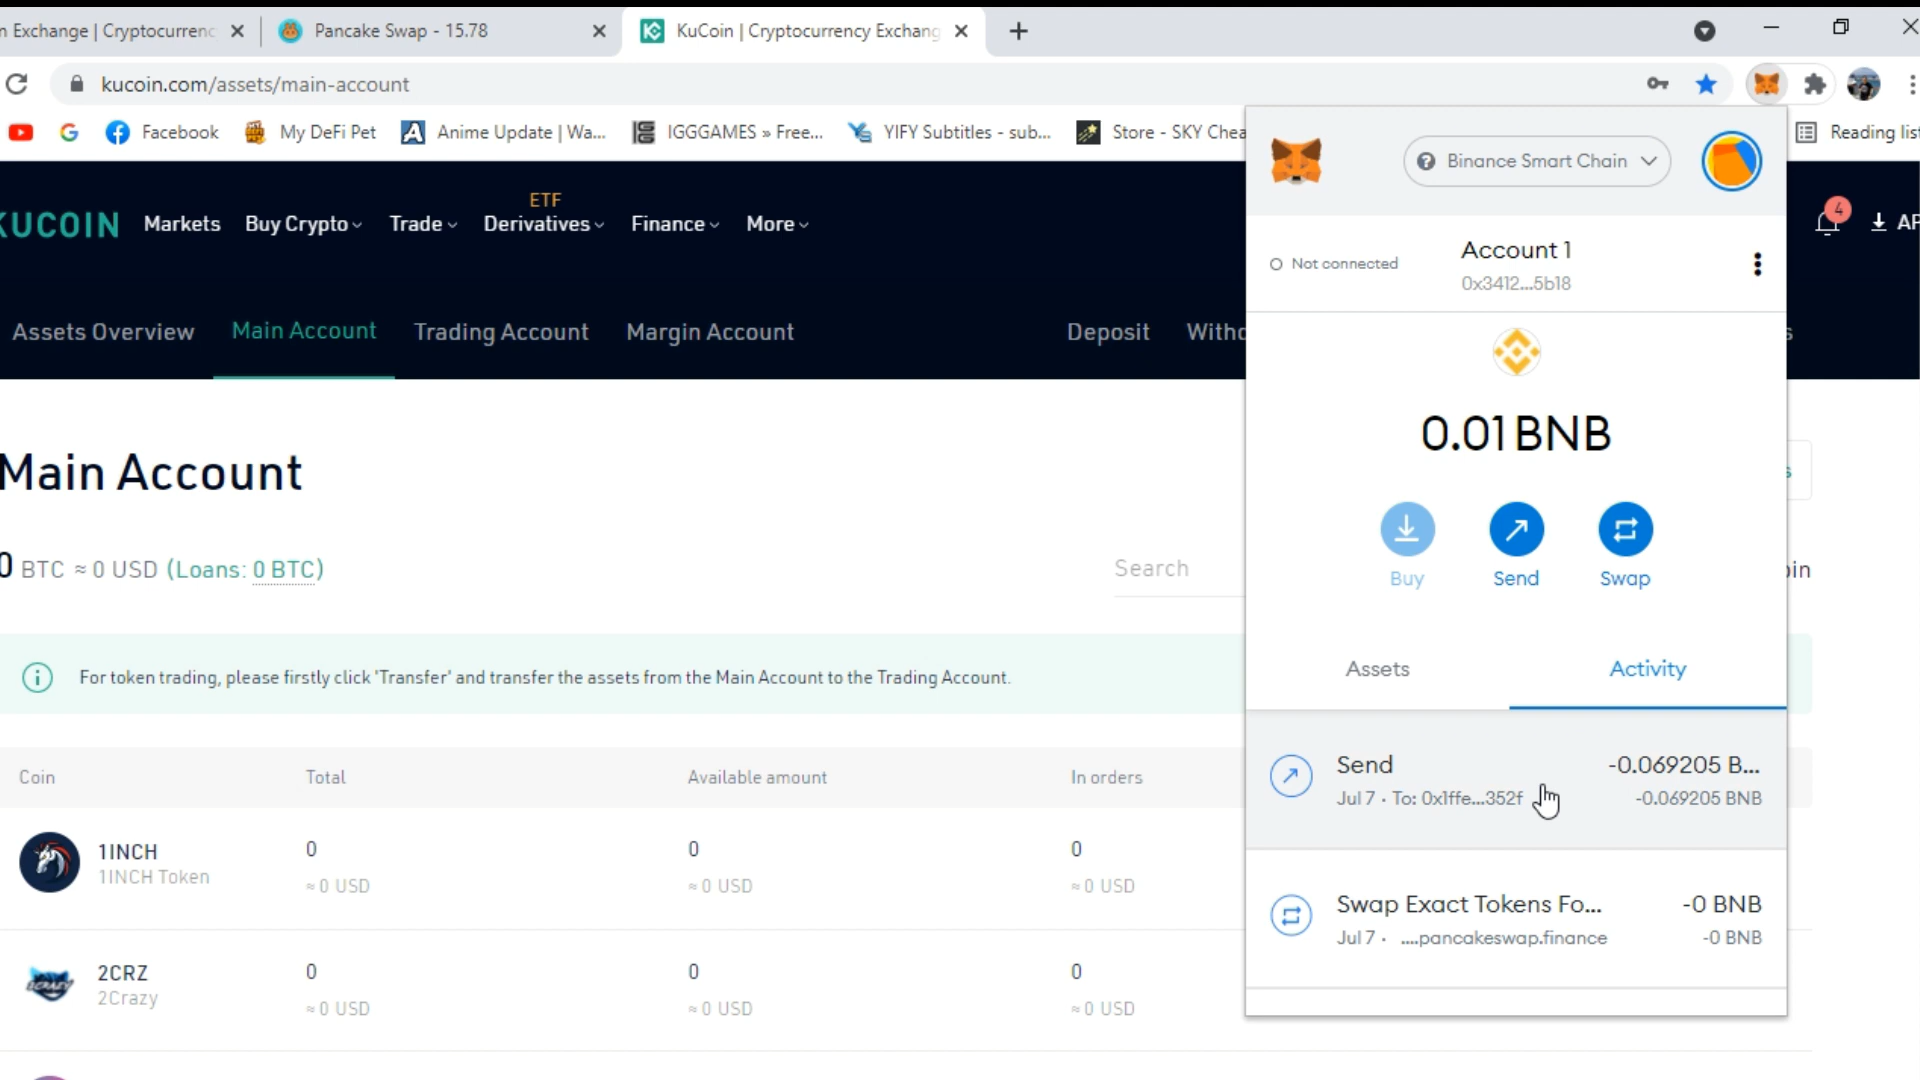 n Exchange | Cryptocurrenc
Pancake Swap - 15.78
KuCoin | Cryptocurrency Exchang
kucoin.com/assets/main-account
Facebook
My DeFi Pet
Anime Update | Wa...
IGGGAMES » Free...
YIFY Subtitles - sub...
Store - SKY Chea
Reading list
KUCOIN
Markets
Buy Crypto
Trade
ETF
Derivatives
Finance
More
4
AP
Assets Overview
Main Account
Trading Account
Margin Account
Deposit
Withd
s
Main Account
0 BTC ≈ 0 USD (Loans: 0 BTC)
Search
s
oin
For token trading, please firstly click 'Transfer' and transfer the assets from the Main Account to the Trading Account.
Coin
Total
Available amount
In orders
1INCH
1INCH Token
0
≈ 0 USD
0
≈ 0 USD
0
≈ 0 USD
2CRZ
2Crazy
0
≈ 0 USD
0
≈ 0 USD
0
≈ 0 USD
Binance Smart Chain
Not connected
Account 1
0x3412...5b18
0.01 BNB
Buy
Send
Swap
Assets
Activity
Send
-0.069205 B...
Jul 7 · To: 0x1ffe...352f
-0.069205 BNB
Swap Exact Tokens Fo...
-0 BNB
Jul 7 · ....pancakeswap.finance
-0 BNB